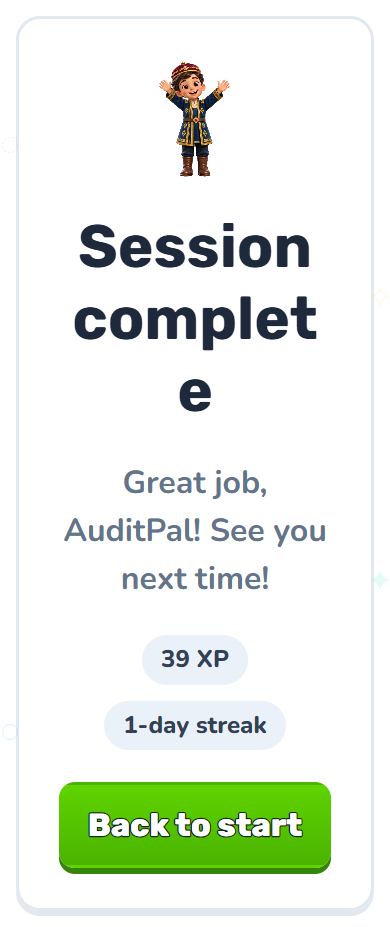 Session
complet
e
Great job,
AuditPal! See you
next time!
39 XP
1-day streak
Back to start